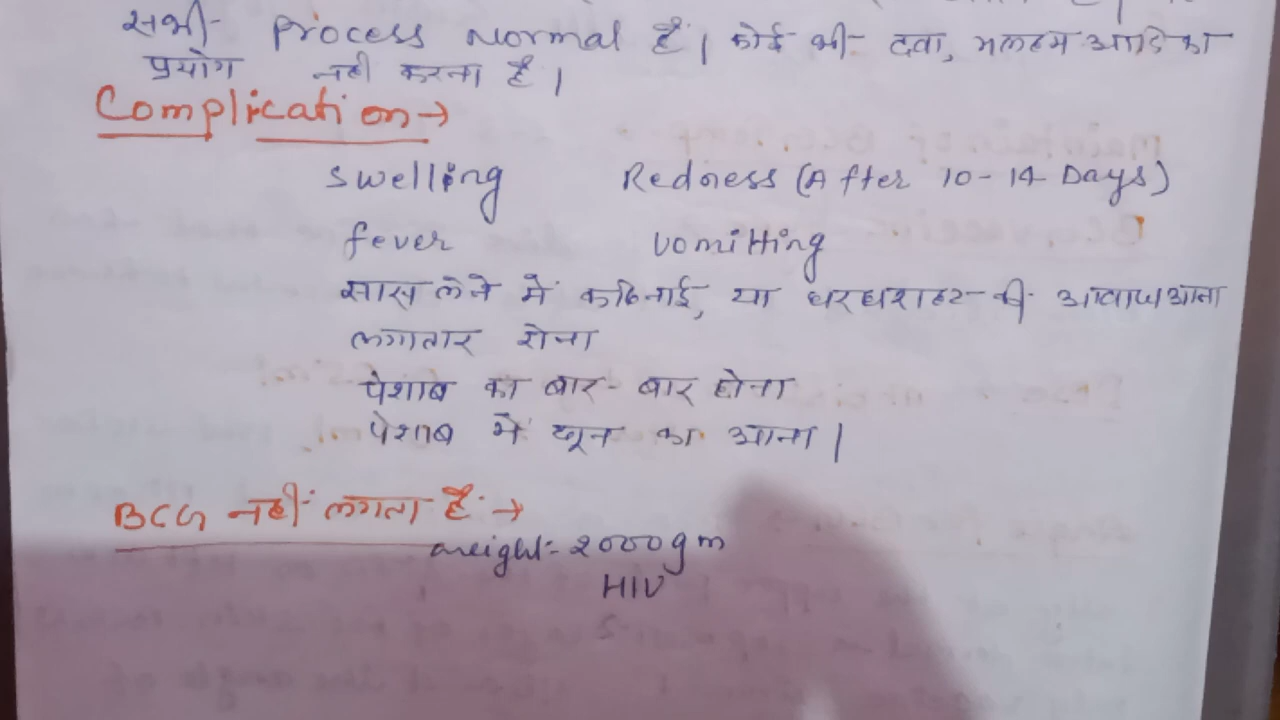 सभी- Process Normal है। कोई भी- दवा, मलहम आदि का
प्रयोग नही करना है।
Complication→
swelling Redness (After 10-14 Days)
fever vomitting
सास लेने में कठिनाई, या घरघराहट की आवाज आना
लगातार रोना
पेशाब का बार-बार होना
पेशाब में खून का आना।
BCG नहीं लगता है:→
weight:- 2000gm
HIV